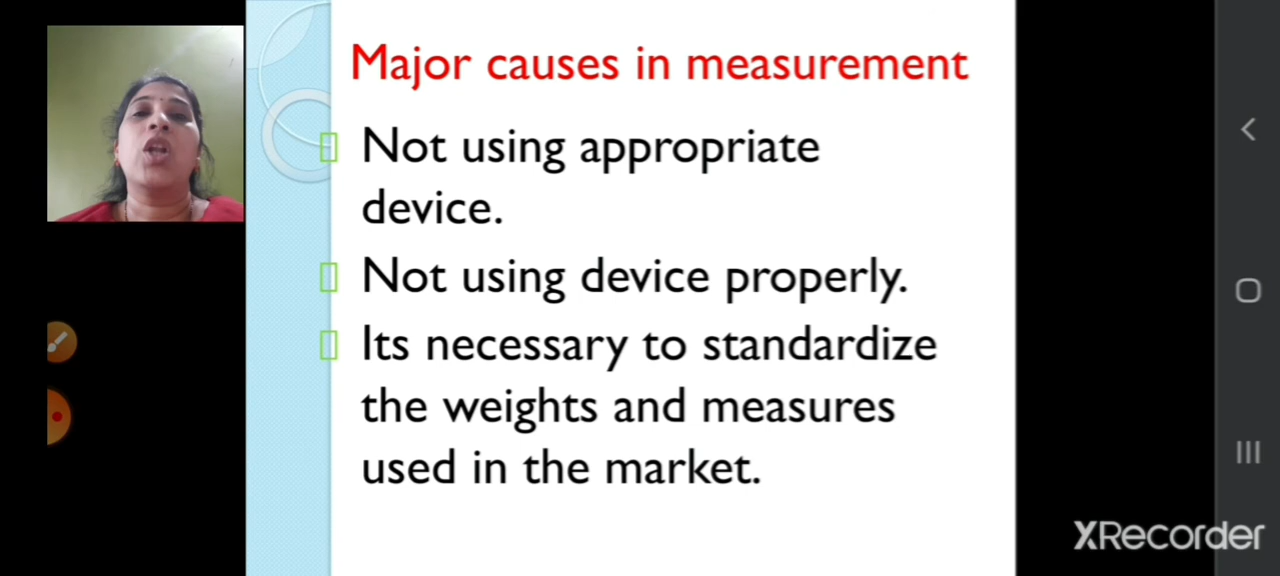 Major causes in measurement
Not using appropriate
device.
Not using device properly.
Its necessary to standardize
the weights and measures
used in the market.
XRecorder